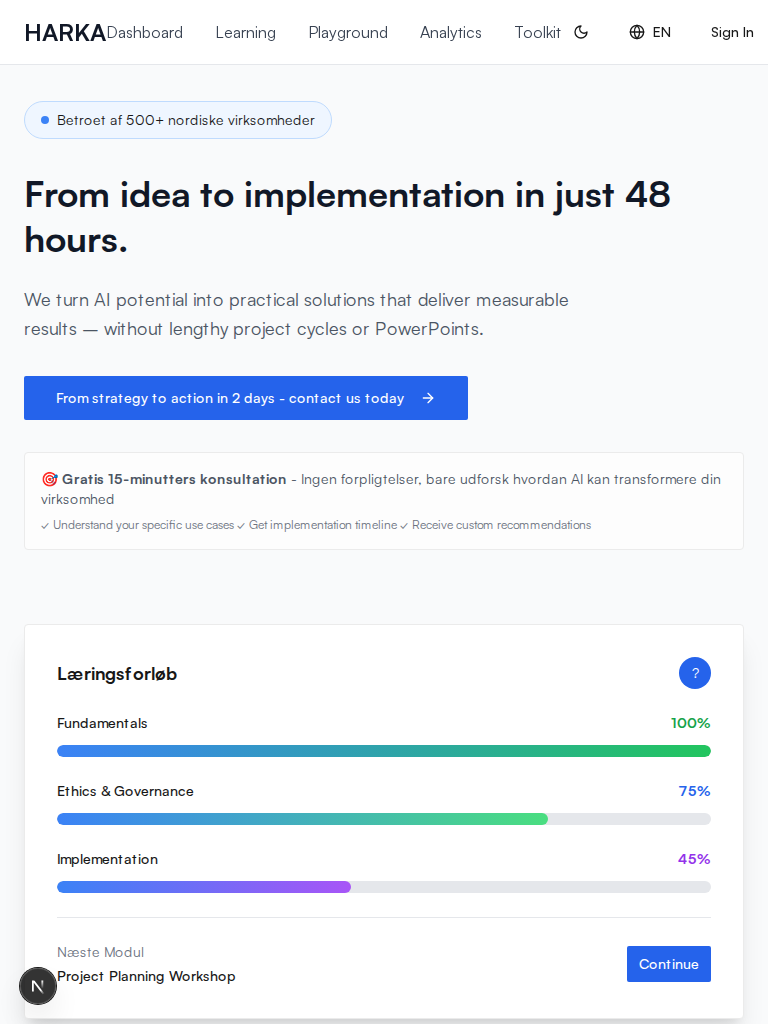 HARKA Dashboard Learning Playground Analytics Toolkit EN Sign In
Betroet af 500+ nordiske virksomheder
From idea to implementation in just 48
hours.
We turn AI potential into practical solutions that deliver measurable
results — without lengthy project cycles or PowerPoints.
From strategy to action in 2 days - contact us today →
🎯 Gratis 15-minutters konsultation - Ingen forpligtelser, bare udforsk hvordan AI kan transformere din
virksomhed
✓ Understand your specific use cases ✓ Get implementation timeline ✓ Receive custom recommendations
Læringsforløb ?
Fundamentals 100%
Ethics & Governance 75%
Implementation 45%
Næste Modul
Project Planning Workshop
Continue
N